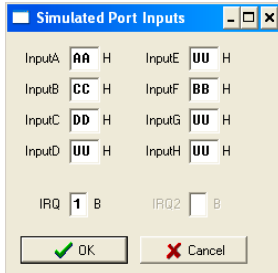 Simulated Port Inputs
InputA AA H InputE UU H
InputB CC H InputF BB H
InputC DD H InputG UU H
InputD UU H InputH UU H
IRQ 1 B IRQ2 B
OK Cancel